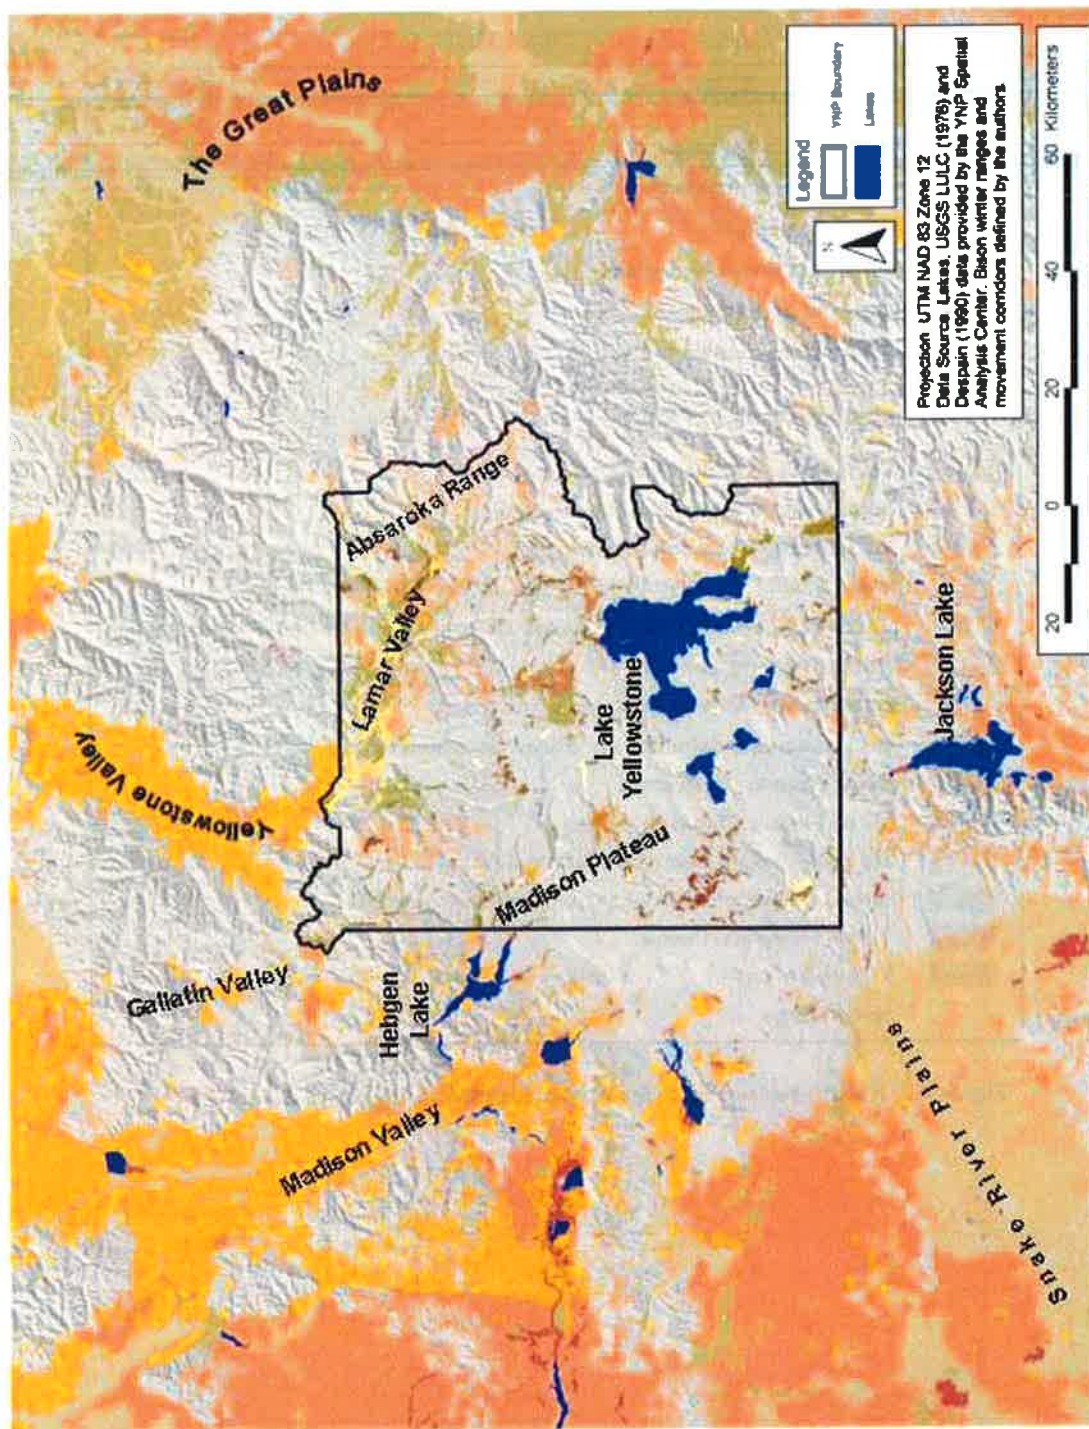 The Great Plains
Yellowstone Valley
Gallatin Valley
Absaroka Range
Lamar Valley
Hebgen
Lake
Madison Valley
Madison Plateau
Lake
Yellowstone
Jackson Lake
Snake River Plains
Legend
YNP Boundary
Lakes
N
Projection UTM NAD 83 Zone 12
Data Source Lakes, USGS LULC (1976) and
Despain (1990) data provided by the YNP Spatial
Analysis Center. Bison winter ranges and
movement corridors defined by the authors
20 0 20 40 60 Kilometers